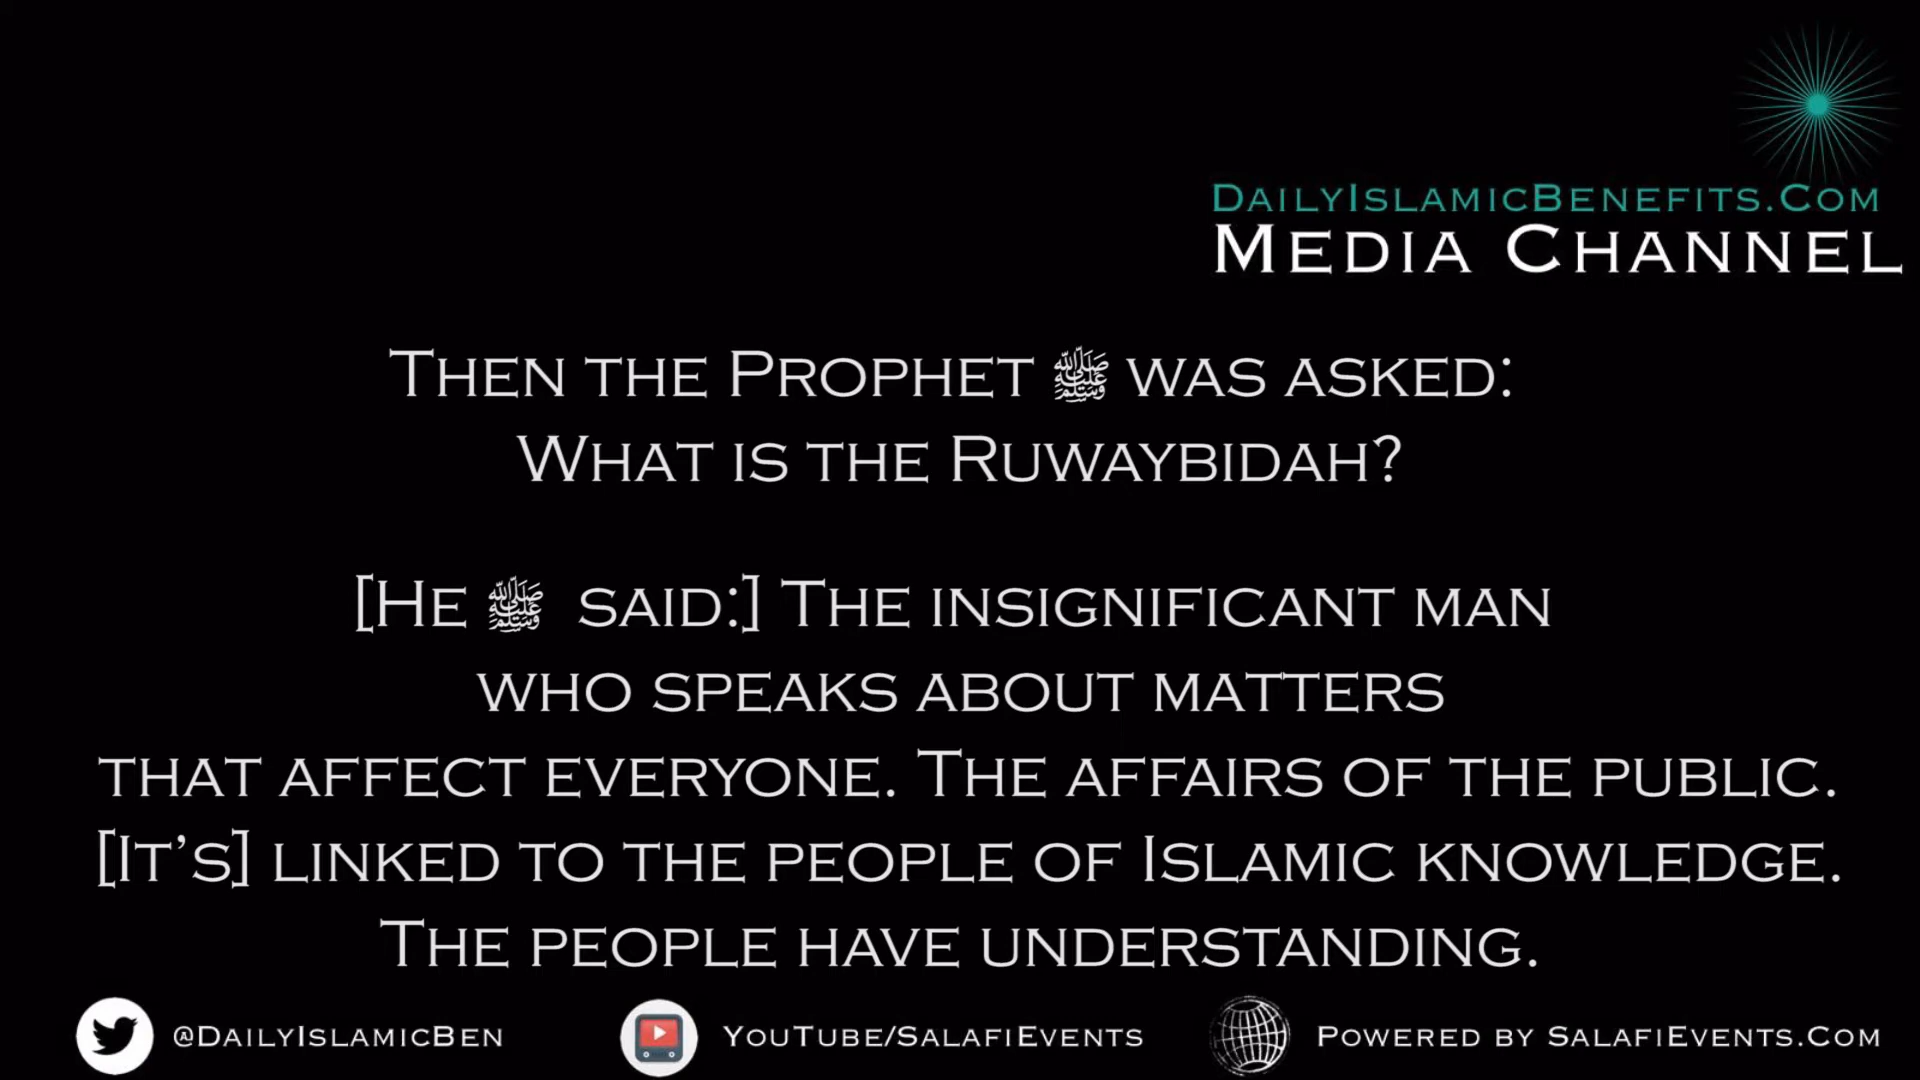 DailyIslamicBenefits.Com
Media Channel
Then the Prophet ﷺ was asked:
What is the Ruwaybidah?
[He ﷺ said:] The insignificant man
who speaks about matters
that affect everyone. The affairs of the public.
[It’s] linked to the people of Islamic knowledge.
The people have understanding.
@DailyIslamicBen
YouTube/SalafiEvents
Powered by SalafiEvents.Com